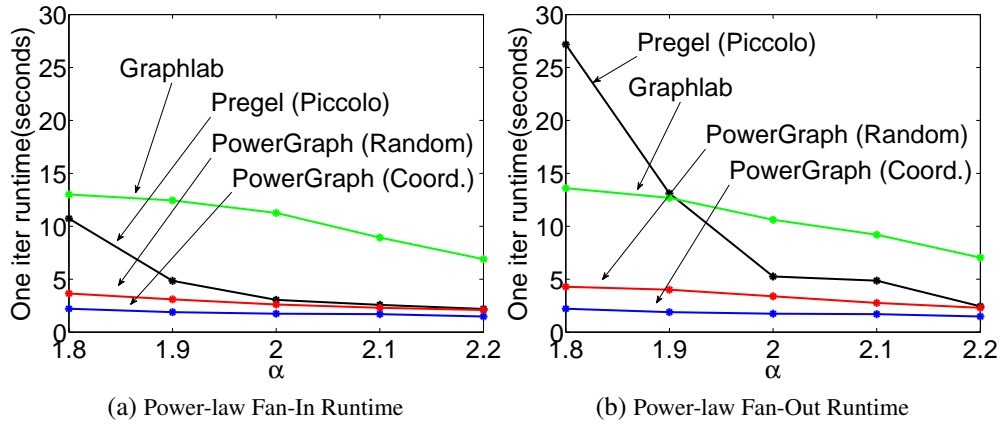 One iter runtime(seconds)
30
25
20
15
10
5
0
Graphlab
Pregel (Piccolo)
PowerGraph (Random)
PowerGraph (Coord.)
1.8
1.9
2
2.1
2.2
α
(a) Power-law Fan-In Runtime
One iter runtime(seconds)
30
25
20
15
10
5
0
Pregel (Piccolo)
Graphlab
PowerGraph (Random)
PowerGraph (Coord.)
1.8
1.9
2
2.1
2.2
α
(b) Power-law Fan-Out Runtime